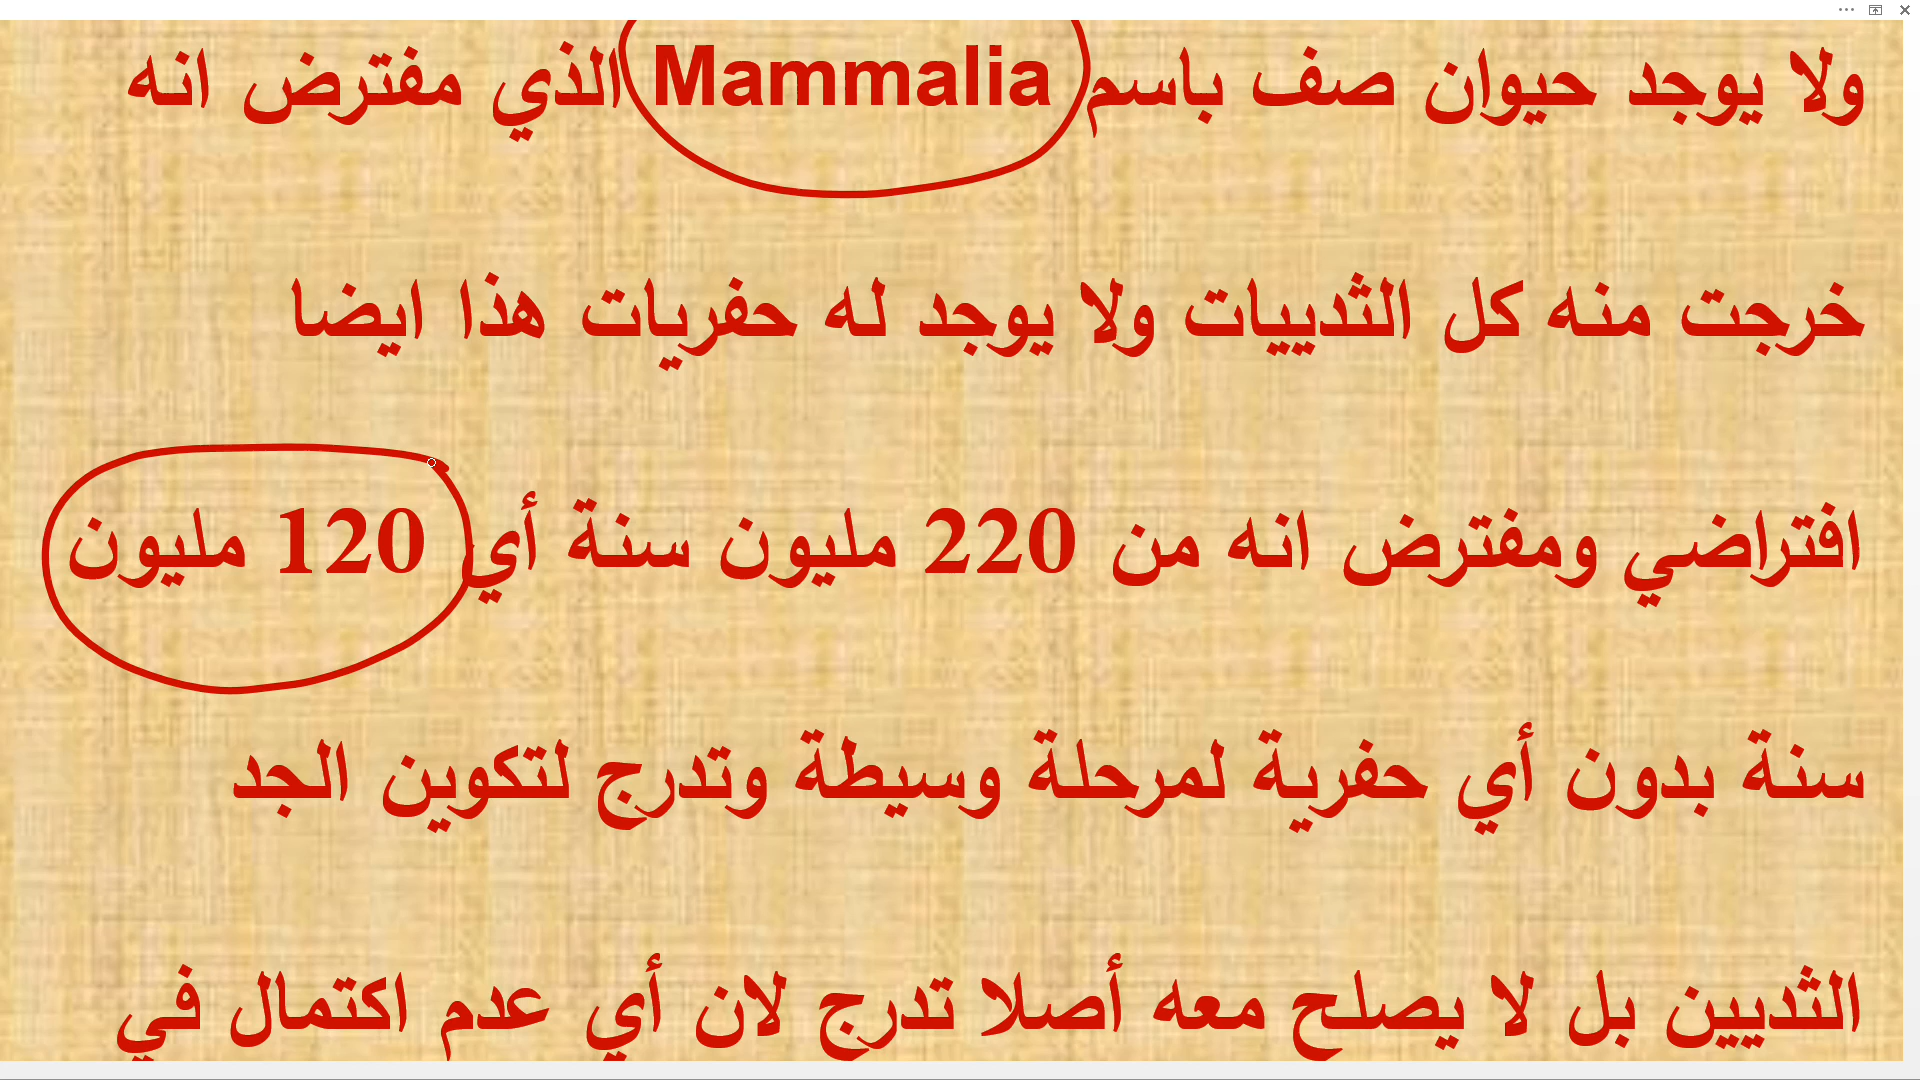 ولا يوجد حيوان صف باسم Mammalia الذي مفترض انه
خرجت منه كل الثدييات ولا يوجد له حفريات هذا ايضا
افتراضي ومفترض انه من 220 مليون سنة أي 120 مليون
سنة بدون أي حفرية لمرحلة وسيطة وتدرج لتكوين الجد
الثديين بل لا يصلح معه أصلا تدرج لان أي عدم اكتمال في